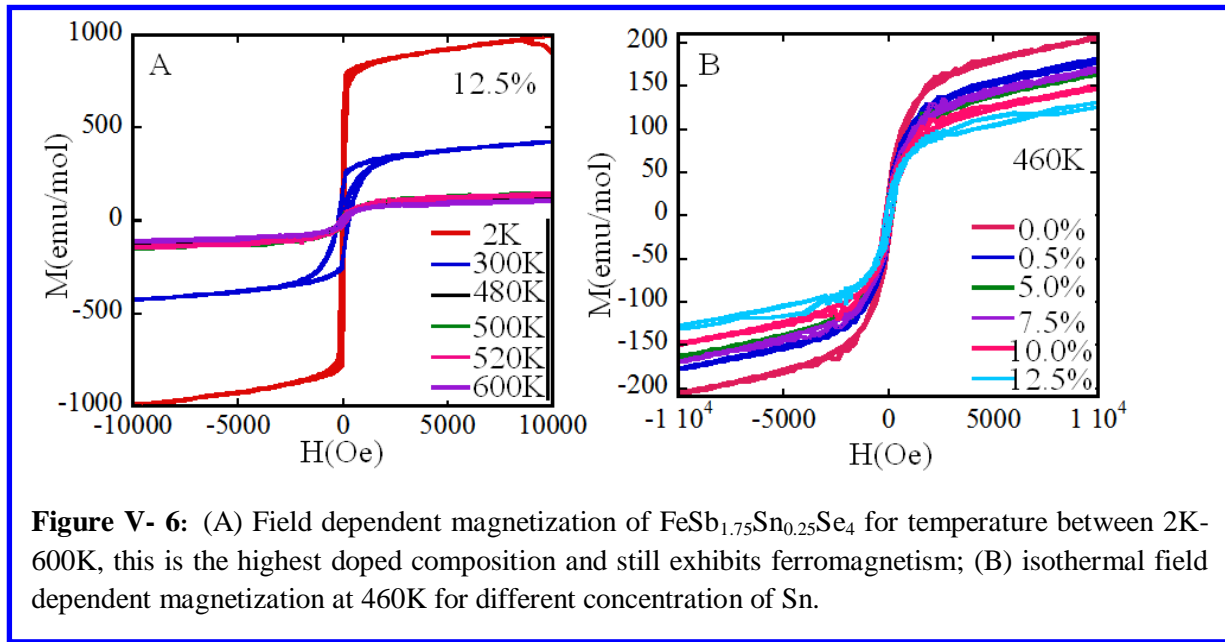 A
12.5%
M(emu/mol)
1000
500
0
-500
-1000
2K
300K
480K
500K
520K
600K
-10000 -5000 0 5000 10000
H(Oe)
B
460K
M(emu/mol)
200
150
100
50
0
-50
-100
-150
-200
0.0%
0.5%
5.0%
7.5%
10.0%
12.5%
-1 10⁴ -5000 0 5000 1 10⁴
H(Oe)
Figure V- 6: (A) Field dependent magnetization of FeSb₁.₇₅Sn₀.₂₅Se₄ for temperature between 2K-
600K, this is the highest doped composition and still exhibits ferromagnetism; (B) isothermal field
dependent magnetization at 460K for different concentration of Sn.